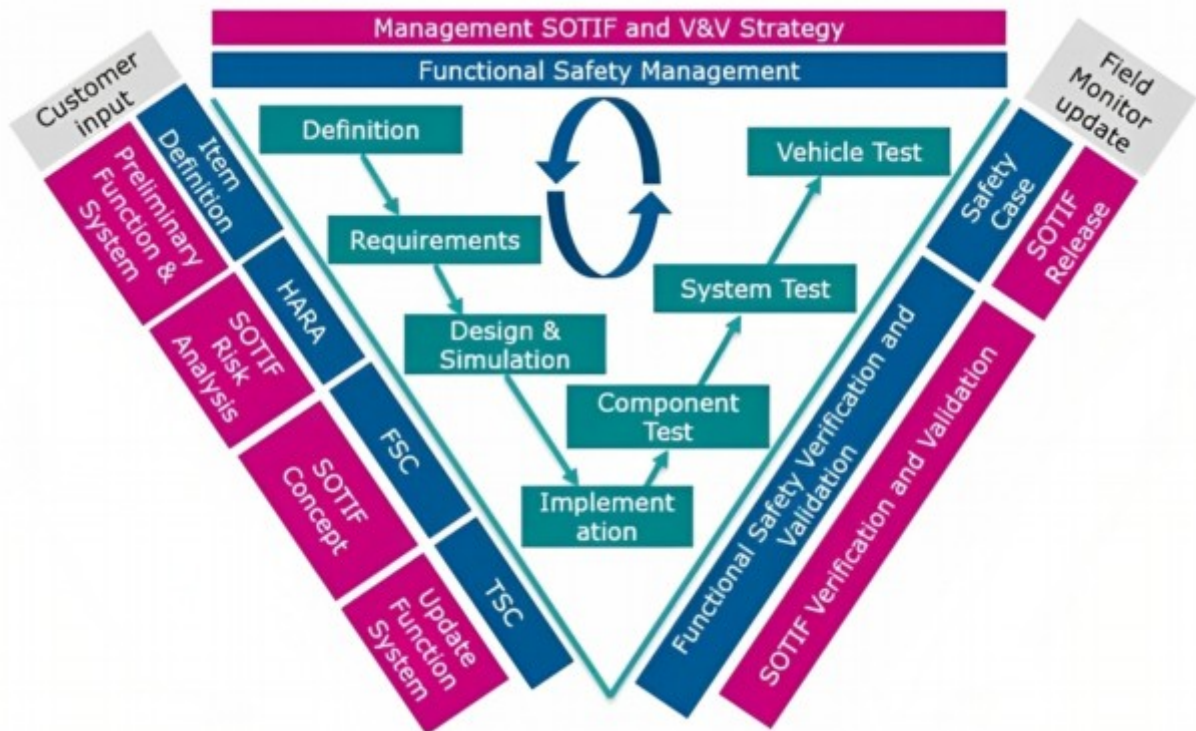 Management SOTIF and V&V Strategy
Functional Safety Management
Customer
input
Item
Definition
HARA
FSC
TSC
Preliminary
Function &
System
SOTIF
Risk
Analysis
SOTIF
Concept
Update
Function
System
Definition
Requirements
Design &
Simulation
Implement
ation
Component
Test
System Test
Vehicle Test
Functional Safety Verification and
Validation
Safety
Case
SOTIF Verification and Validation
SOTIF
Release
Field
Monitor
update